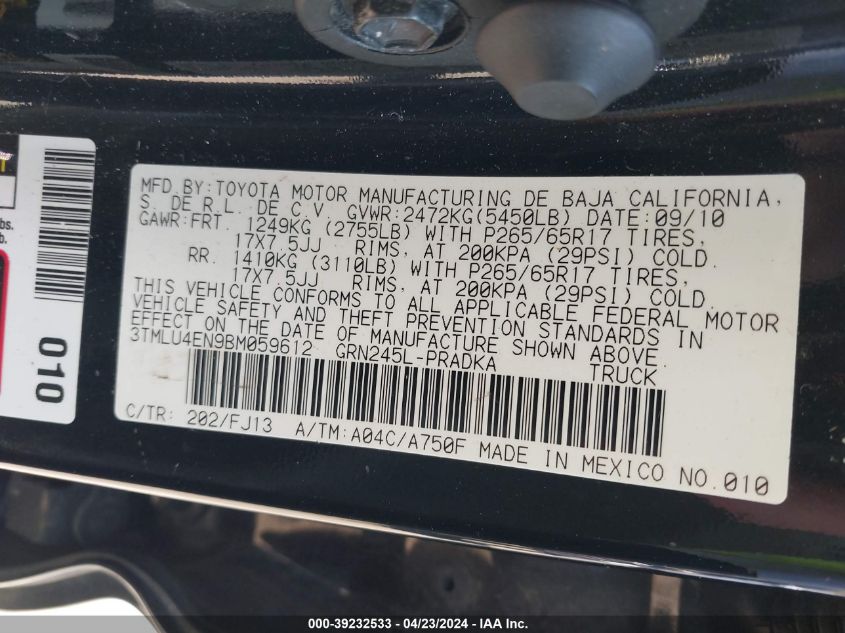 MFD. BY: TOYOTA MOTOR MANUFACTURING DE BAJA CALIFORNIA,
S. DE R.L. DE C.V. GVWR:2472KG(5450LB) DATE:09/10
GAWR:FRT. 1249KG (2755LB) WITH P265/65R17 TIRES,
17X7.5JJ RIMS, AT 200KPA (29PSI) COLD.
RR. 1410KG (3110LB) WITH P265/65R17 TIRES,
17X7.5JJ RIMS, AT 200KPA (29PSI) COLD.
THIS VEHICLE CONFORMS TO ALL APPLICABLE FEDERAL MOTOR
VEHICLE SAFETY AND THEFT PREVENTION STANDARDS IN
EFFECT ON THE DATE OF MANUFACTURE SHOWN ABOVE.
3TMLU4EN9BM059612 GRN245L-PRADKA TRUCK
C/TR: 202/FJ13 A/TM:A04C/A750F MADE IN MEXICO NO.010
bs.
b.
010
000-39232533 - 04/23/2024 - IAA Inc.